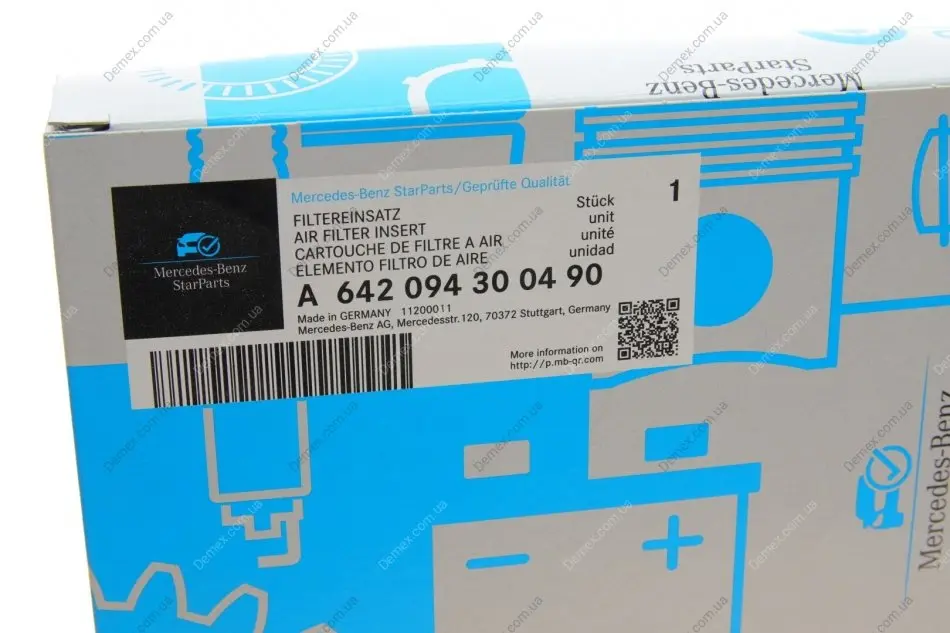 Mercedes-Benz
StarParts
Mercedes-Benz StarParts/Geprüfte Qualität
FILTEREINSATZ
AIR FILTER INSERT
CARTOUCHE DE FILTRE A AIR
ELEMENTO FILTRO DE AIRE
Stück
unit
unité
unidad
1
A 642 094 30 04 90
Made in GERMANY 11200011
Mercedes-Benz AG, Mercedesstr.120, 70372 Stuttgart, Germany
More information on
http://p.mb-qr.com
Mercedes-Benz
StarParts
Mercedes-Benz
Demex.com.ua